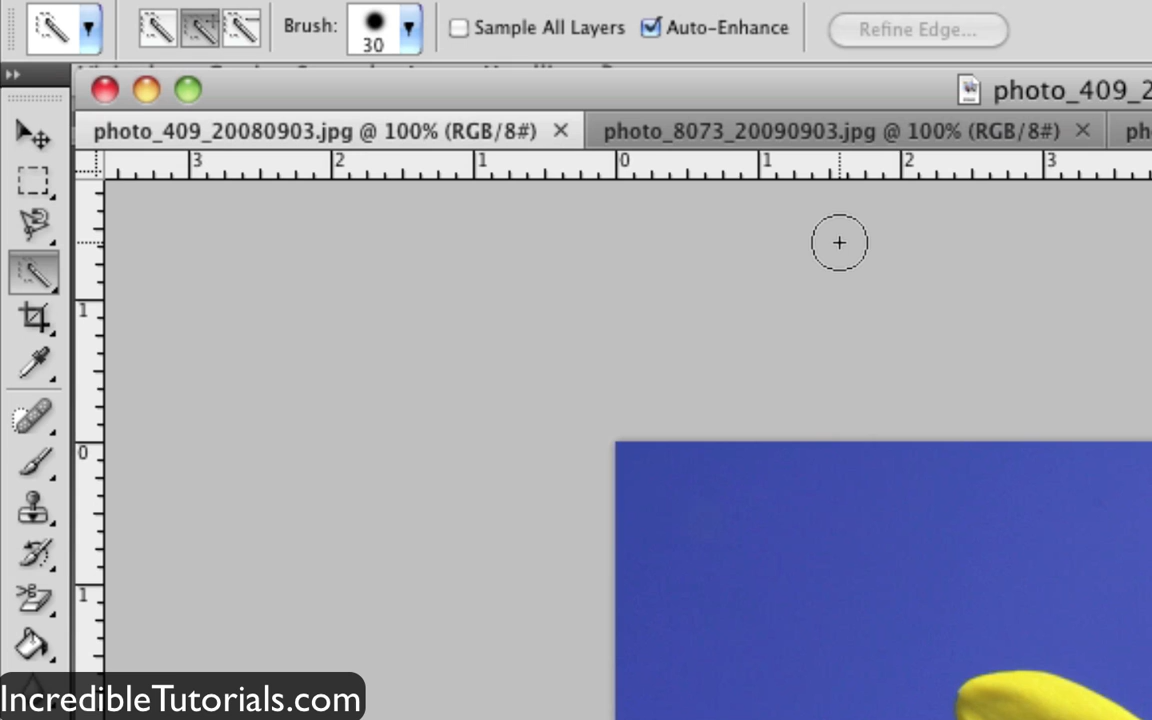 Brush: 30 Sample All Layers Auto-Enhance Refine Edge...
photo_409_2
photo_409_20080903.jpg @ 100% (RGB/8#) photo_8073_20090903.jpg @ 100% (RGB/8#) ph
3 2 1 0 1 2 3
1
0
1
IncredibleTutorials.com